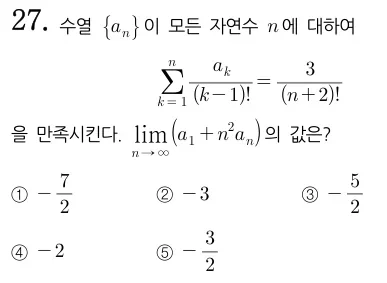 27. 수열 {aₙ}이 모든 자연수 n에 대하여
∑_{k=1}^{n} a_k/(k-1)! = 3/(n+2)!
을 만족시킨다. lim_{n→∞}(a₁+n²aₙ)의 값은?
① -7/2 ② -3 ③ -5/2
④ -2 ⑤ -3/2